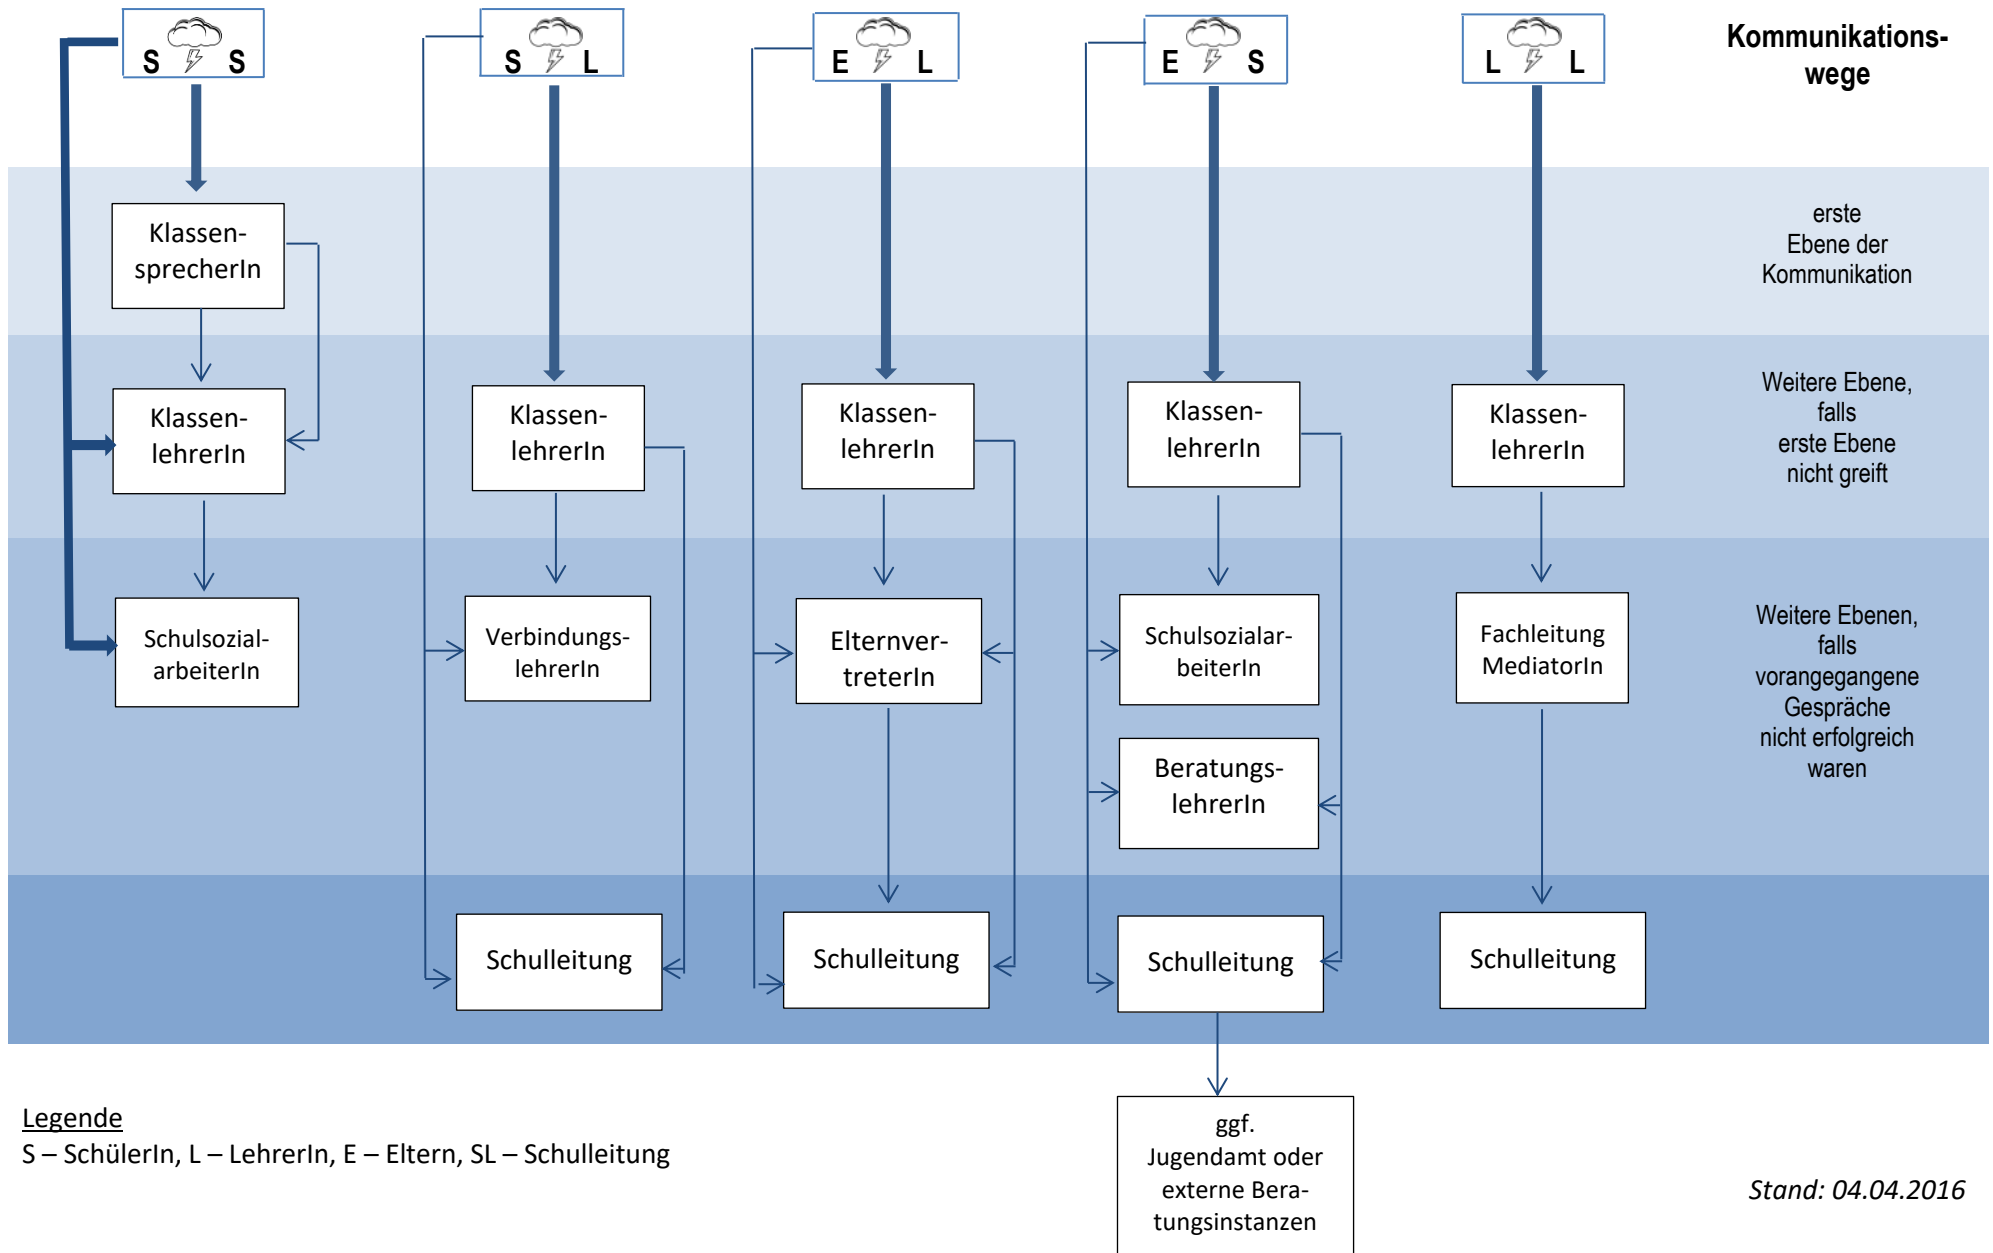 S S
S L
E L
E S
L L
Kommunikations-
wege
Klassen-
sprecherIn
erste
Ebene der
Kommunikation
Klassen-
lehrerIn
Klassen-
lehrerIn
Klassen-
lehrerIn
Klassen-
lehrerIn
Klassen-
lehrerIn
Weitere Ebene,
falls
erste Ebene
nicht greift
Schulsozial-
arbeiterIn
Verbindungs-
lehrerIn
Elternver-
treterIn
Schulsozialar-
beiterIn
Fachleitung
MediatorIn
Weitere Ebenen,
falls
vorangegangene
Gespräche
nicht erfolgreich
waren
Beratungs-
lehrerIn
Schulleitung
Schulleitung
Schulleitung
Schulleitung
ggf.
Jugendamt oder
externe Bera-
tungsinstanzen
Legende
S – SchülerIn, L – LehrerIn, E – Eltern, SL – Schulleitung
Stand: 04.04.2016